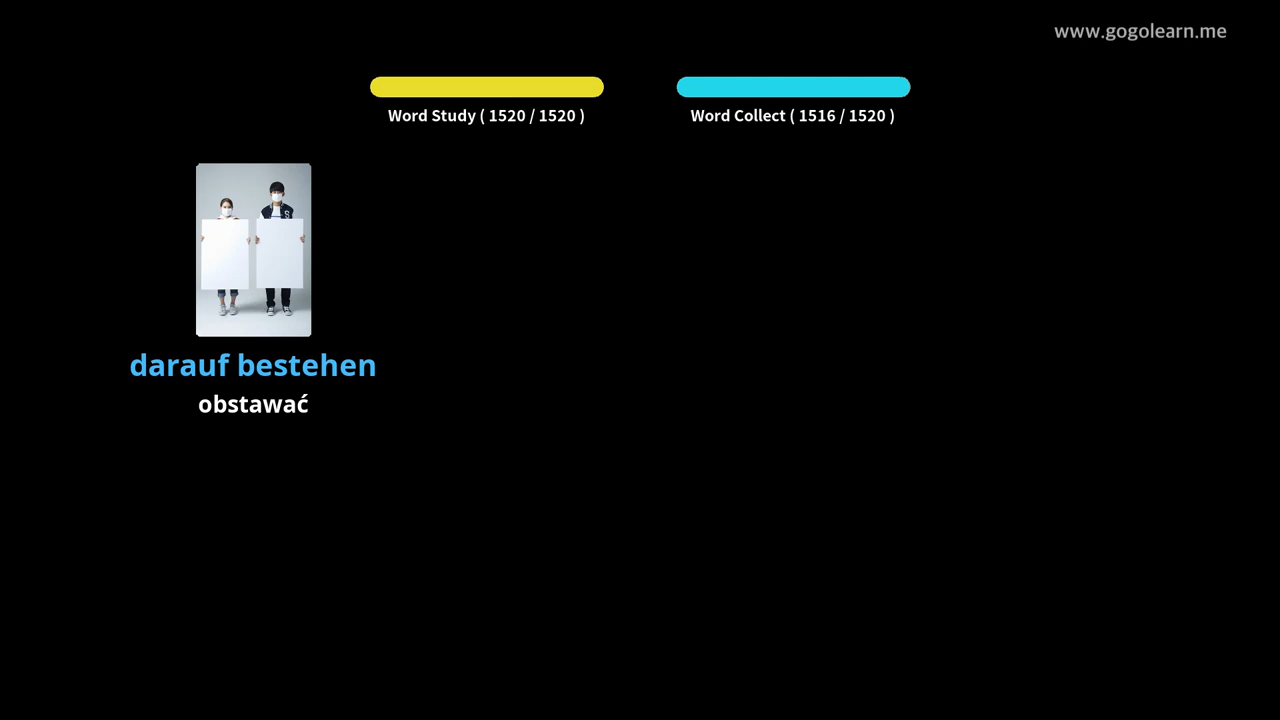 www.gogolearn.me
Word Study ( 1520 / 1520 )
Word Collect ( 1516 / 1520 )
S
darauf bestehen
obstawać